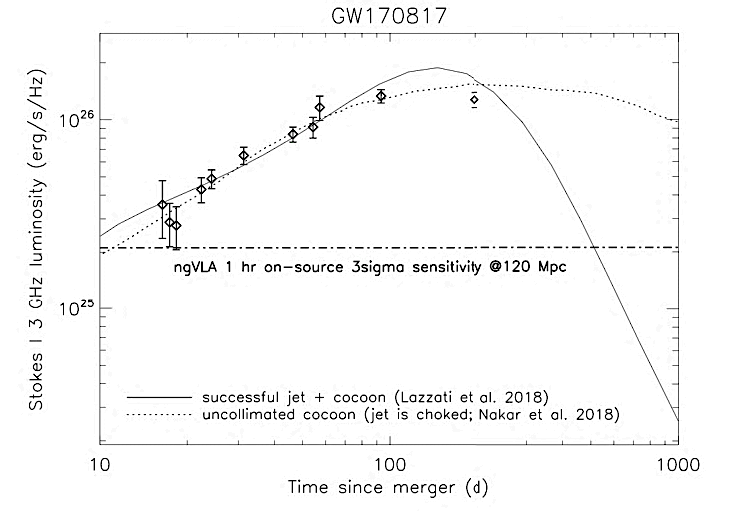 GW170817
Stokes I 3 GHz luminosity (erg/s/Hz)
10^26
10^25
ngVLA 1 hr on-source 3sigma sensitivity @120 Mpc
successful jet + cocoon (Lazzati et al. 2018)
uncollimated cocoon (jet is choked; Nakar et al. 2018)
10
100
1000
Time since merger (d)